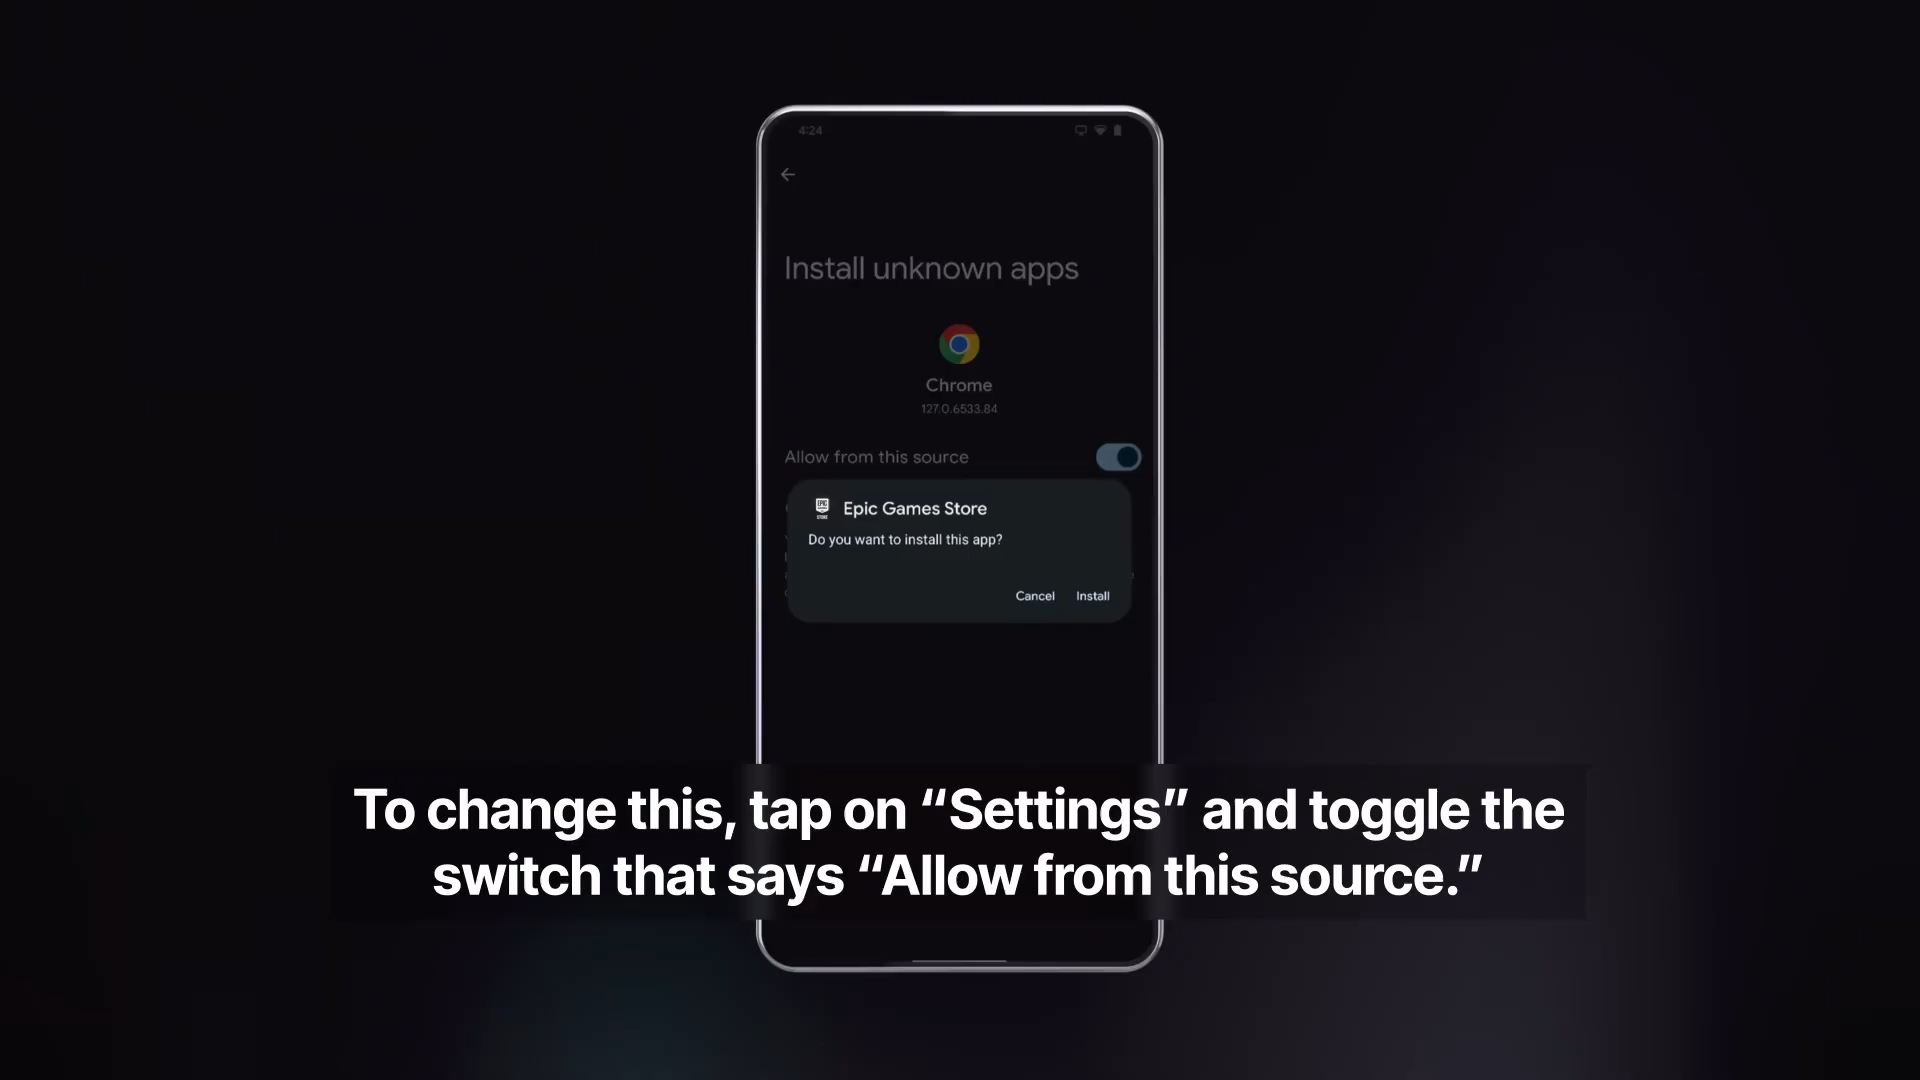 4:24
Install unknown apps
Chrome
127.0.6533.84
Allow from this source
EPIC
STORE
Epic Games Store
Do you want to install this app?
Cancel Install
To change this, tap on “Settings” and toggle the
switch that says “Allow from this source.”